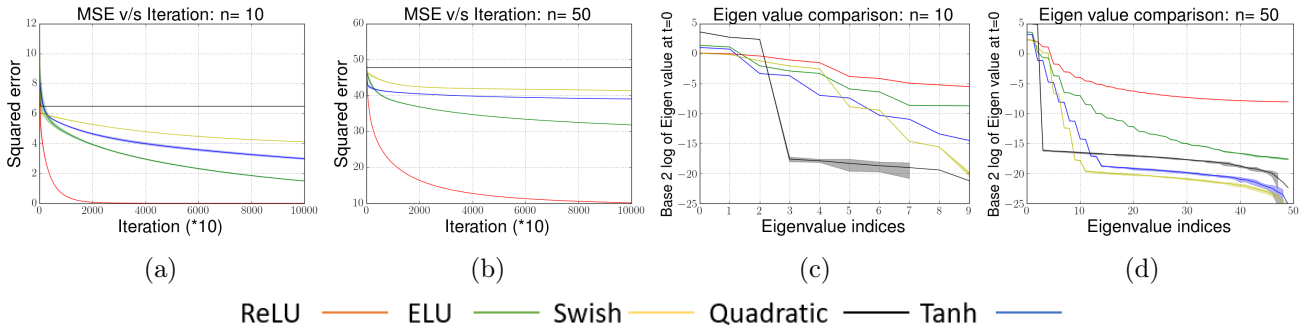 MSE v/s Iteration: n= 10
Squared error
12
10
8
6
4
2
0
0 2000 4000 6000 8000 10000
Iteration (*10)
(a)
MSE v/s Iteration: n= 50
Squared error
60
50
40
30
20
10
0 2000 4000 6000 8000 10000
Iteration (*10)
(b)
Eigen value comparison: n= 10
Base 2 log of Eigen value at t=0
5
0
−5
−10
−15
−20
−25
0 1 2 3 4 5 6 7 8 9
Eigenvalue indices
(c)
Eigen value comparison: n= 50
Base 2 log of Eigen value at t=0
5
0
−5
−10
−15
−20
−25
0 10 20 30 40 50
Eigenvalue indices
(d)
ReLU ELU Swish Quadratic Tanh